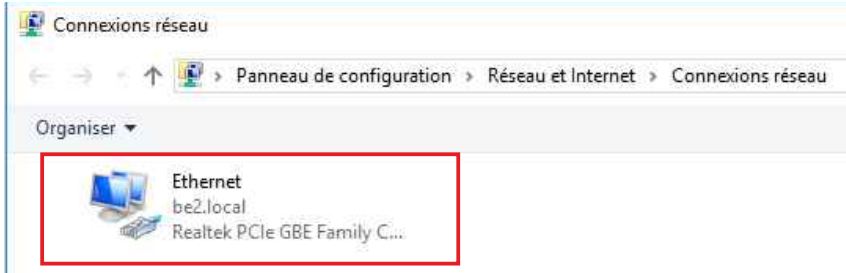 Connexions réseau
Panneau de configuration > Réseau et Internet > Connexions réseau
Organiser
Ethernet
be2.local
Realtek PCIe GBE Family C...